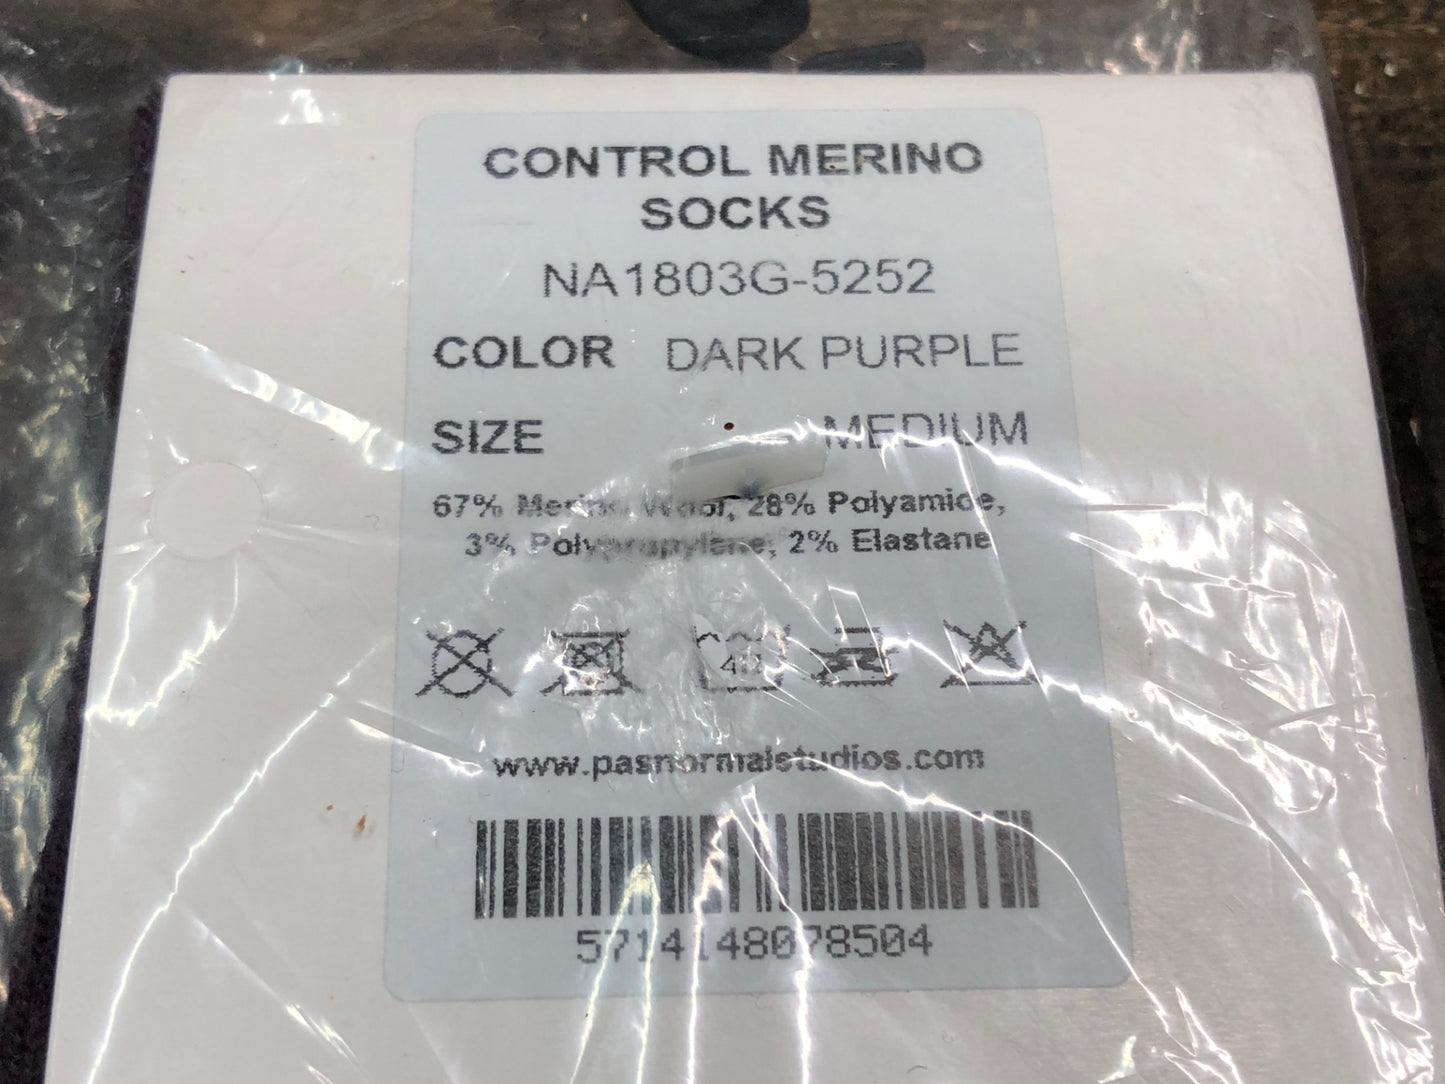 CONTROL MERINO
SOCKS
NA1803G-5252
COLOR DARK PURPLE
SIZE MEDIUM
67% Merino Wool, 28% Polyamide,
3% Polypropylene, 2% Elastane
40
www.pasnormalstudios.com
5714148078504